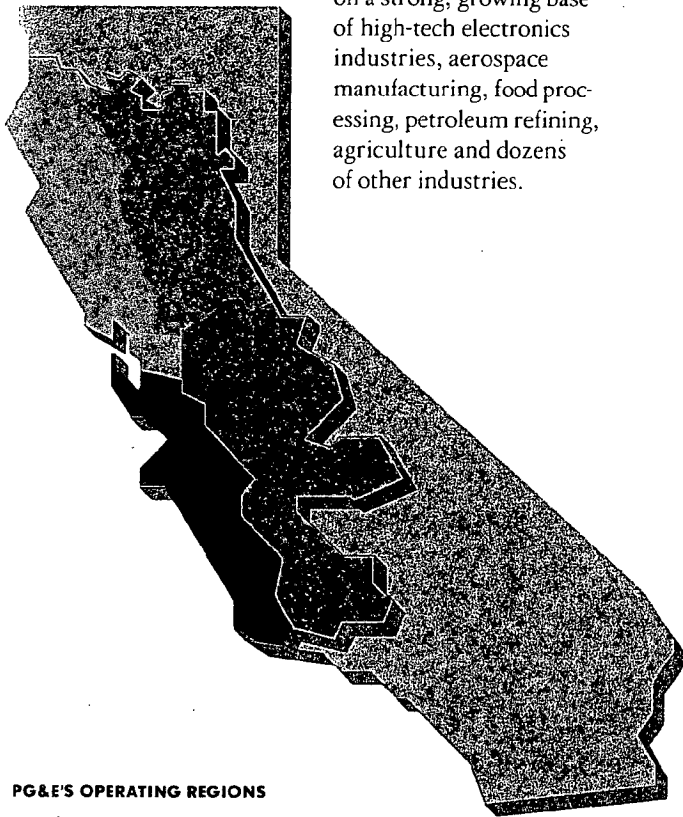 on a strong, growing base
of high-tech electronics
industries, aerospace
manufacturing, food proc-
essing, petroleum refining,
agriculture and dozens
of other industries.
PG&E'S OPERATING REGIONS